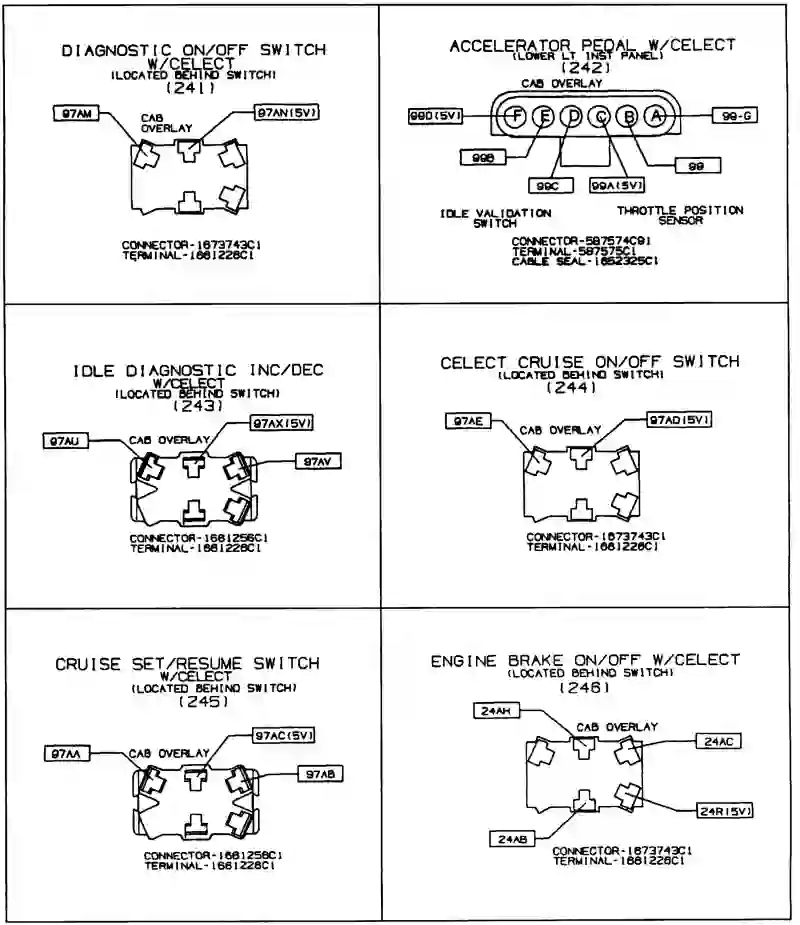 DIAGNOSTIC ON/OFF SWITCH
W/CELECT
(LOCATED BEHIND SWITCH)
(241)
97AM
97AN(5V)
CAB
OVERLAY
CONNECTOR-1673743C1
TERMINAL-1661226C1
ACCELERATOR PEDAL W/CELECT
(LOWER LT INST PANEL)
(242)
CAB OVERLAY
99D(5V)
F E D C B A
99-G
99B
99
99C
99A(5V)
IDLE VALIDATION
SWITCH
THROTTLE POSITION
SENSOR
CONNECTOR-587574C91
TERMINAL-587575C1
CABLE SEAL-1652325C1
IDLE DIAGNOSTIC INC/DEC
W/CELECT
(LOCATED BEHIND SWITCH)
(243)
97AX(5V)
97AU
CAB OVERLAY
97AV
CONNECTOR-1661256C1
TERMINAL-1661226C1
CELECT CRUISE ON/OFF SWITCH
(LOCATED BEHIND SWITCH)
(244)
97AE
97AD(5V)
CAB OVERLAY
CONNECTOR-1673743C1
TERMINAL-1661226C1
CRUISE SET/RESUME SWITCH
W/CELECT
(LOCATED BEHIND SWITCH)
(245)
97AC(5V)
97AA
CAB OVERLAY
97AB
CONNECTOR-1661256C1
TERMINAL-1661226C1
ENGINE BRAKE ON/OFF W/CELECT
(LOCATED BEHIND SWITCH)
(246)
24AH
CAB OVERLAY
24AC
24R(5V)
24AB
CONNECTOR-1673743C1
TERMINAL-1661226C1